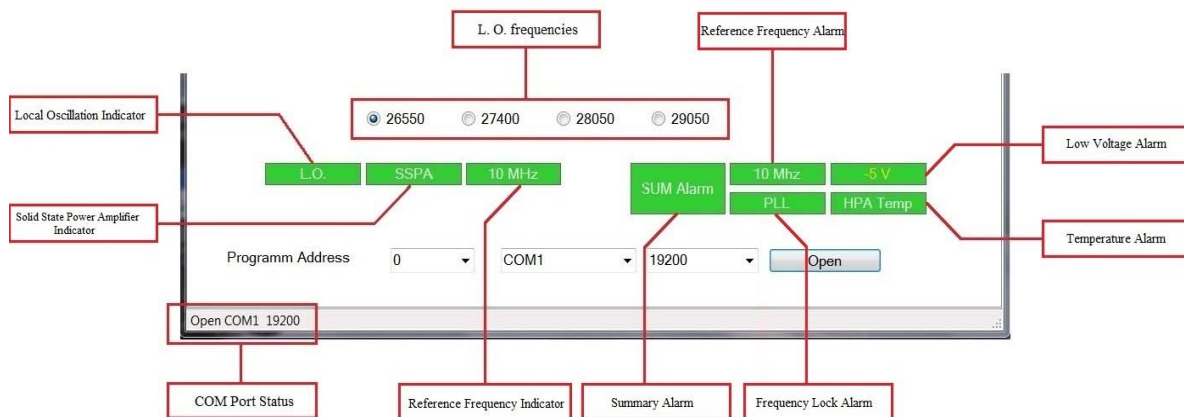 L. O. frequencies
Reference Frequency Alarm
Local Oscillation Indicator
26550 27400 28050 29050
Low Voltage Alarm
L.O. SSPA 10 MHz
SUM Alarm
10 Mhz -5 V
PLL HPA Temp
Solid State Power Amplifier
Indicator
Temperature Alarm
Programm Address 0 COM1 19200 Open
Open COM1 19200
COM Port Status
Reference Frequency Indicator
Summary Alarm
Frequency Lock Alarm